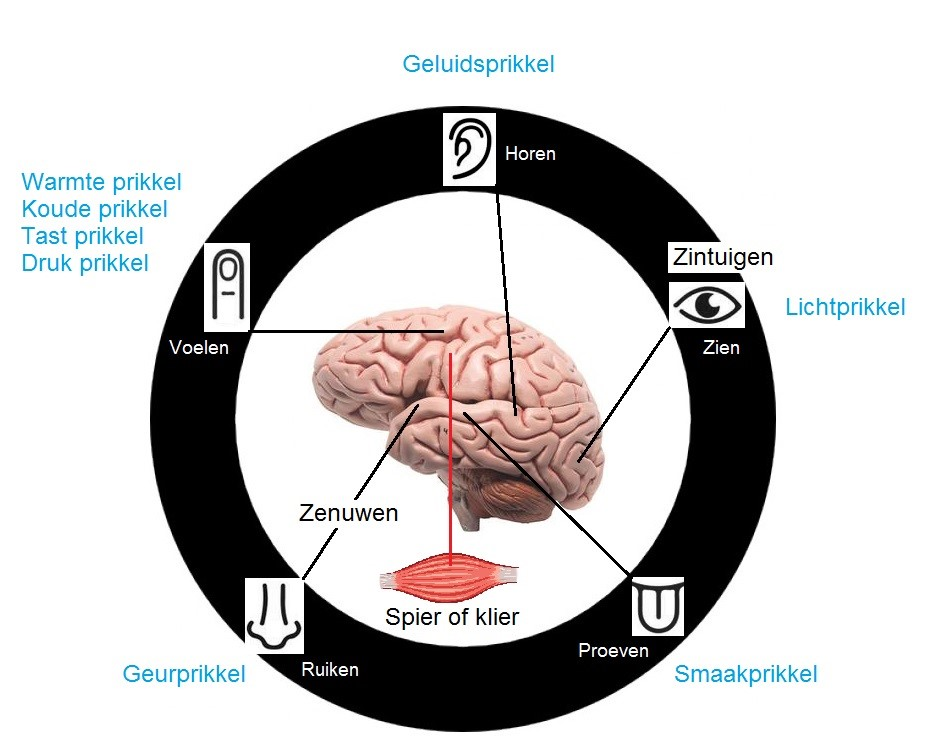 Geluidsprikkel
Horen
Warmte prikkel
Koude prikkel
Tast prikkel
Druk prikkel
Zintuigen
Lichtprikkel
Voelen
Zien
Zenuwen
Spier of klier
Proeven
Ruiken
Geurprikkel
Smaakprikkel